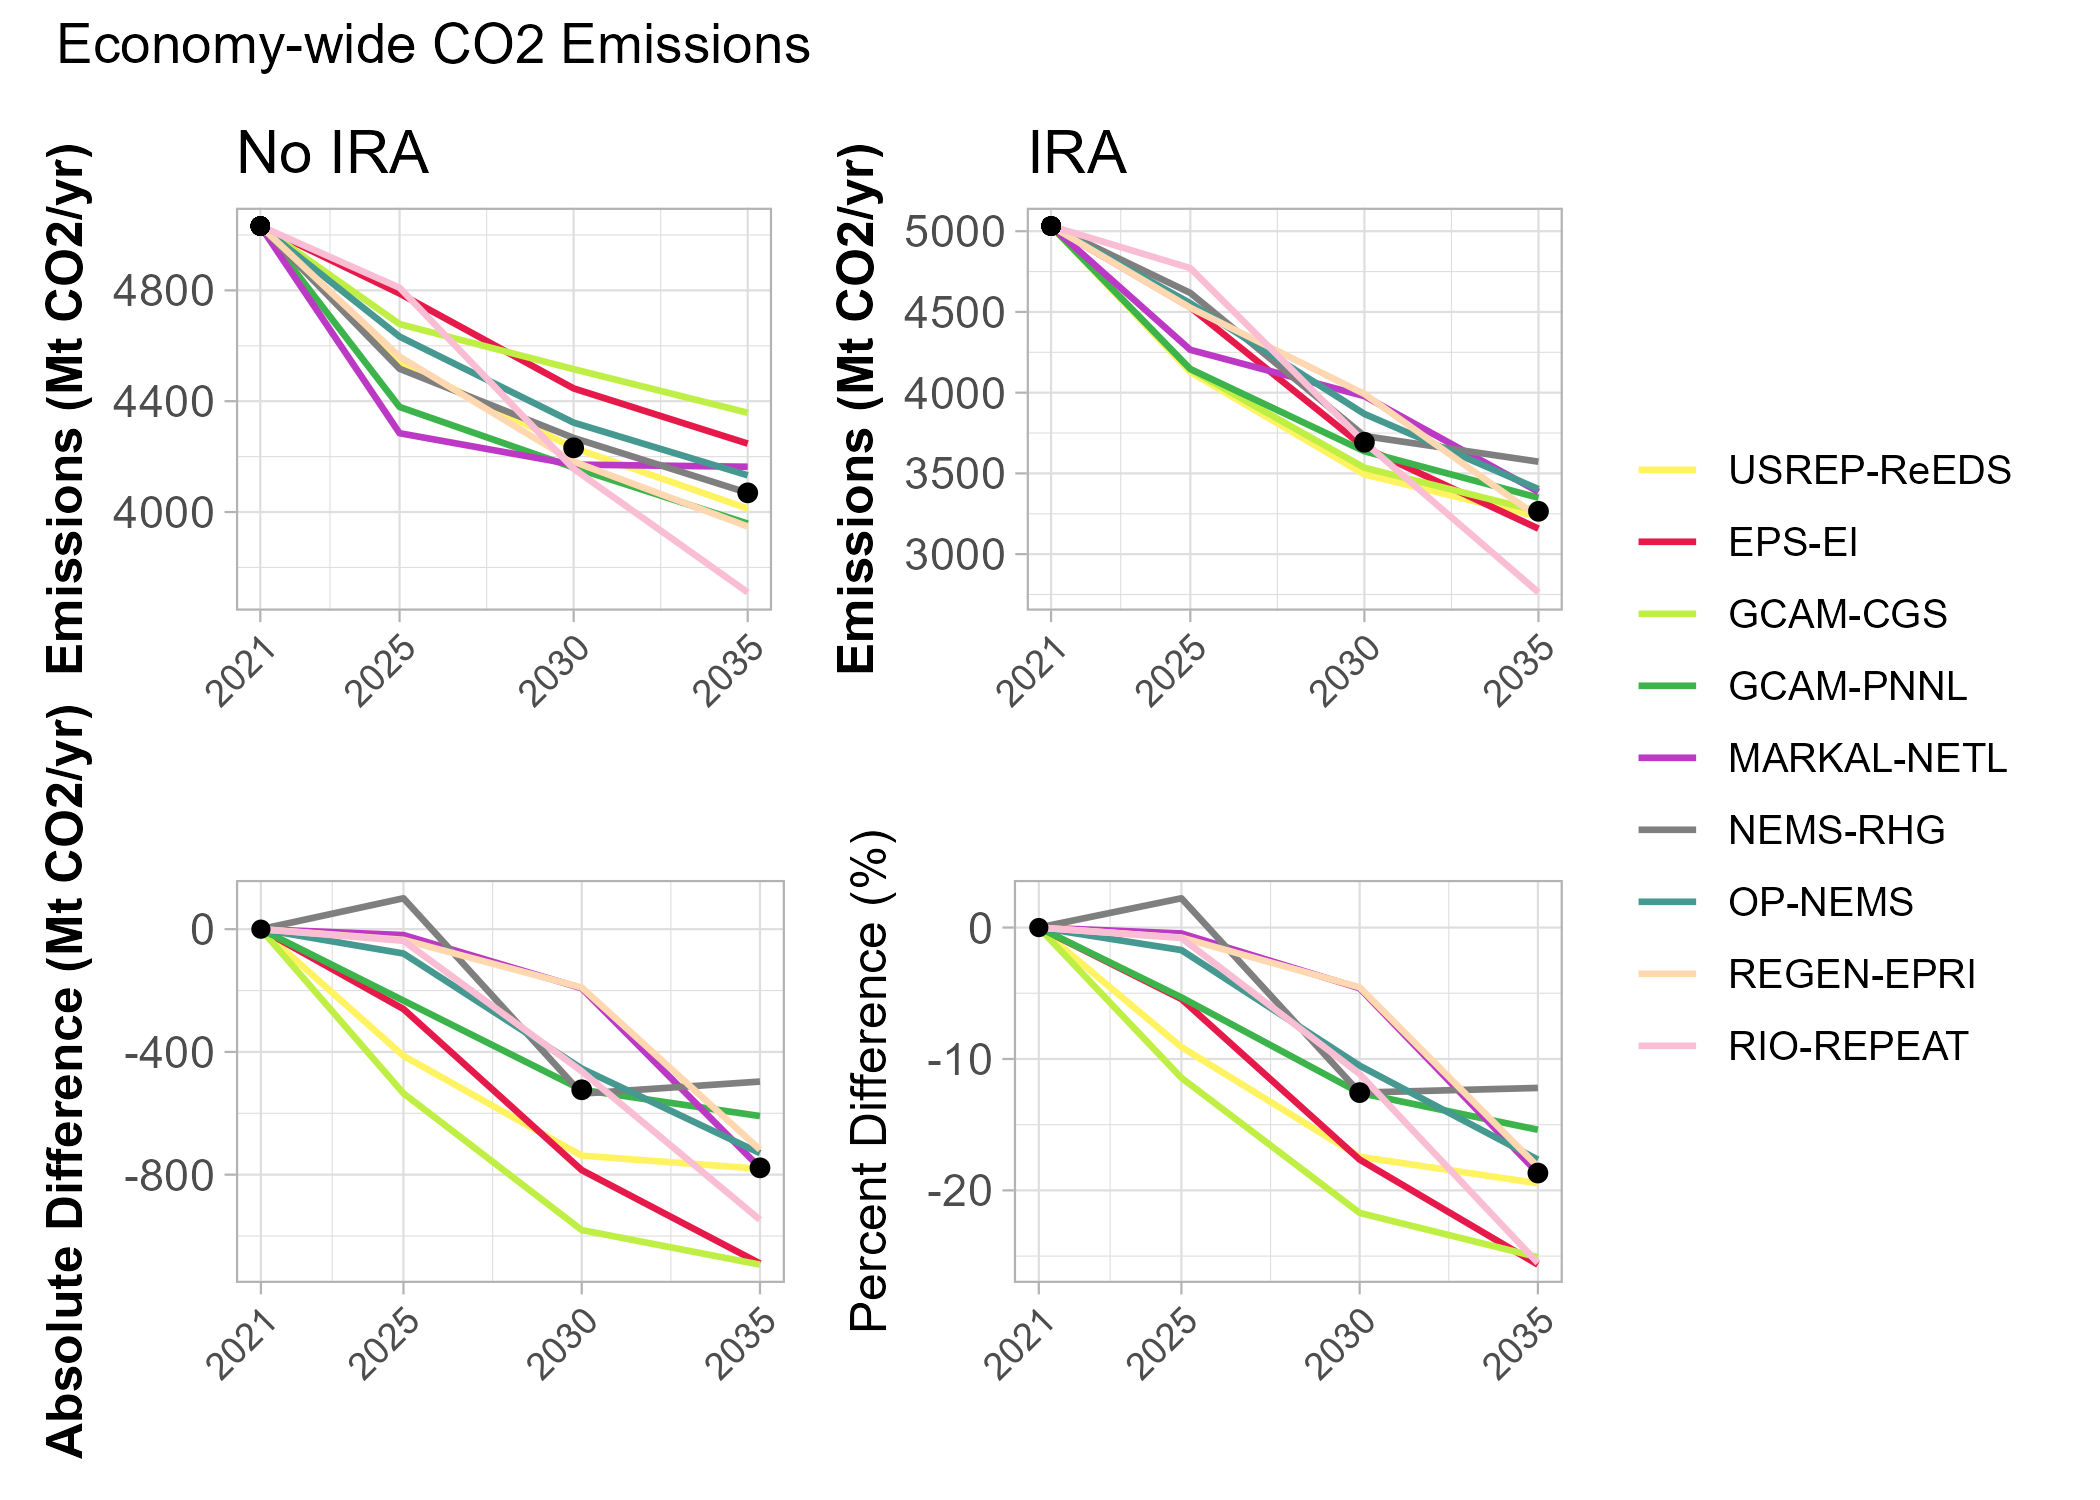 Economy-wide CO2 Emissions
No IRA
Emissions (Mt CO2/yr)
4800
4400
4000
2021
2025
2030
2035
IRA
Emissions (Mt CO2/yr)
5000
4500
4000
3500
3000
2021
2025
2030
2035
Absolute Difference (Mt CO2/yr)
0
-400
-800
2021
2025
2030
2035
Percent Difference (%)
0
-10
-20
2021
2025
2030
2035
USREP-ReEDS
EPS-EI
GCAM-CGS
GCAM-PNNL
MARKAL-NETL
NEMS-RHG
OP-NEMS
REGEN-EPRI
RIO-REPEAT